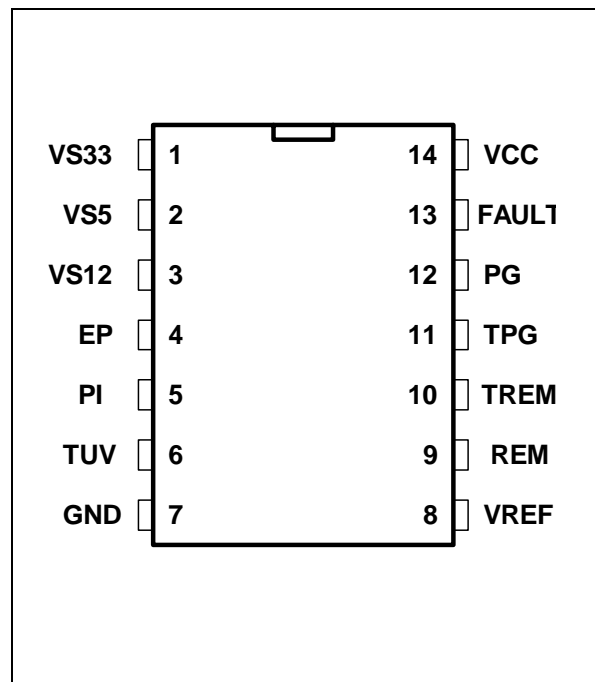 VS33 1 14 VCC
VS5 2 13 FAULT
VS12 3 12 PG
EP 4 11 TPG
PI 5 10 TREM
TUV 6 9 REM
GND 7 8 VREF